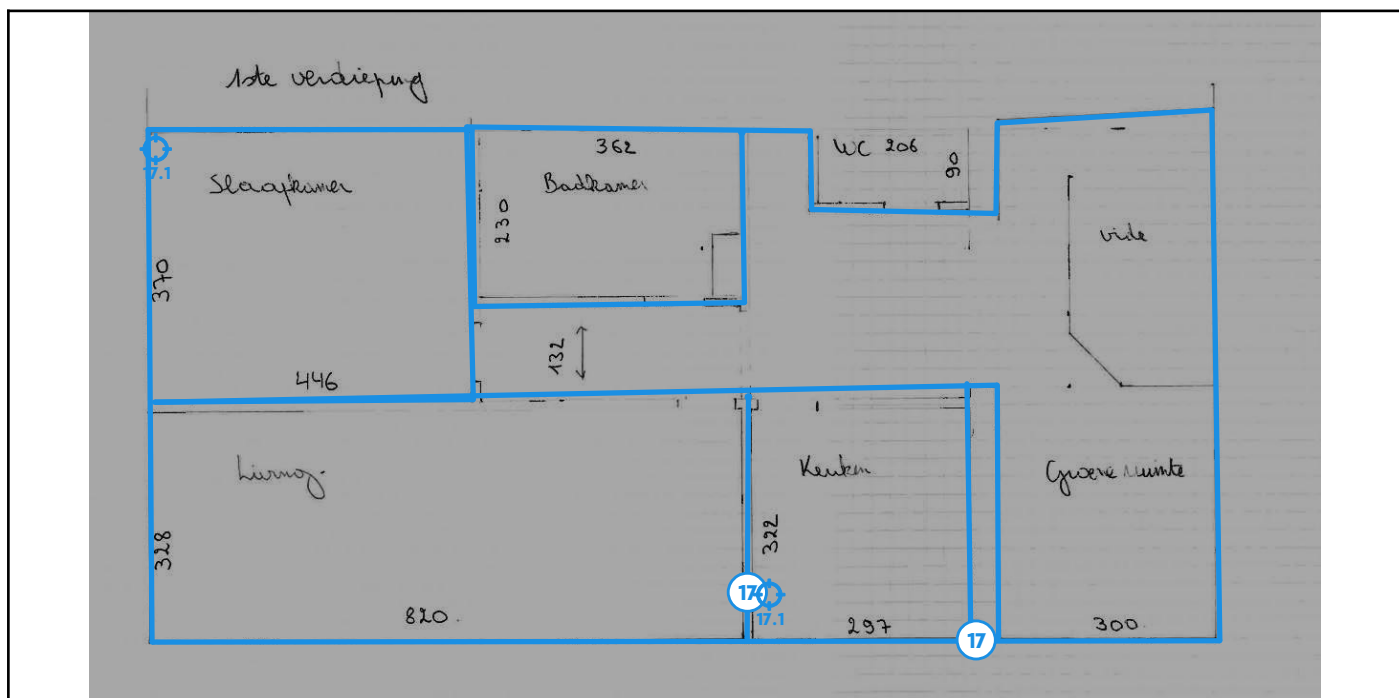 1ste verdieping
362
WC 206
90
17.1
Slaapkamer
Badkamer
230
vide
370
132
446
Living
Keuken
Groene ruimte
328
322
17
17.1
820
297
300
17